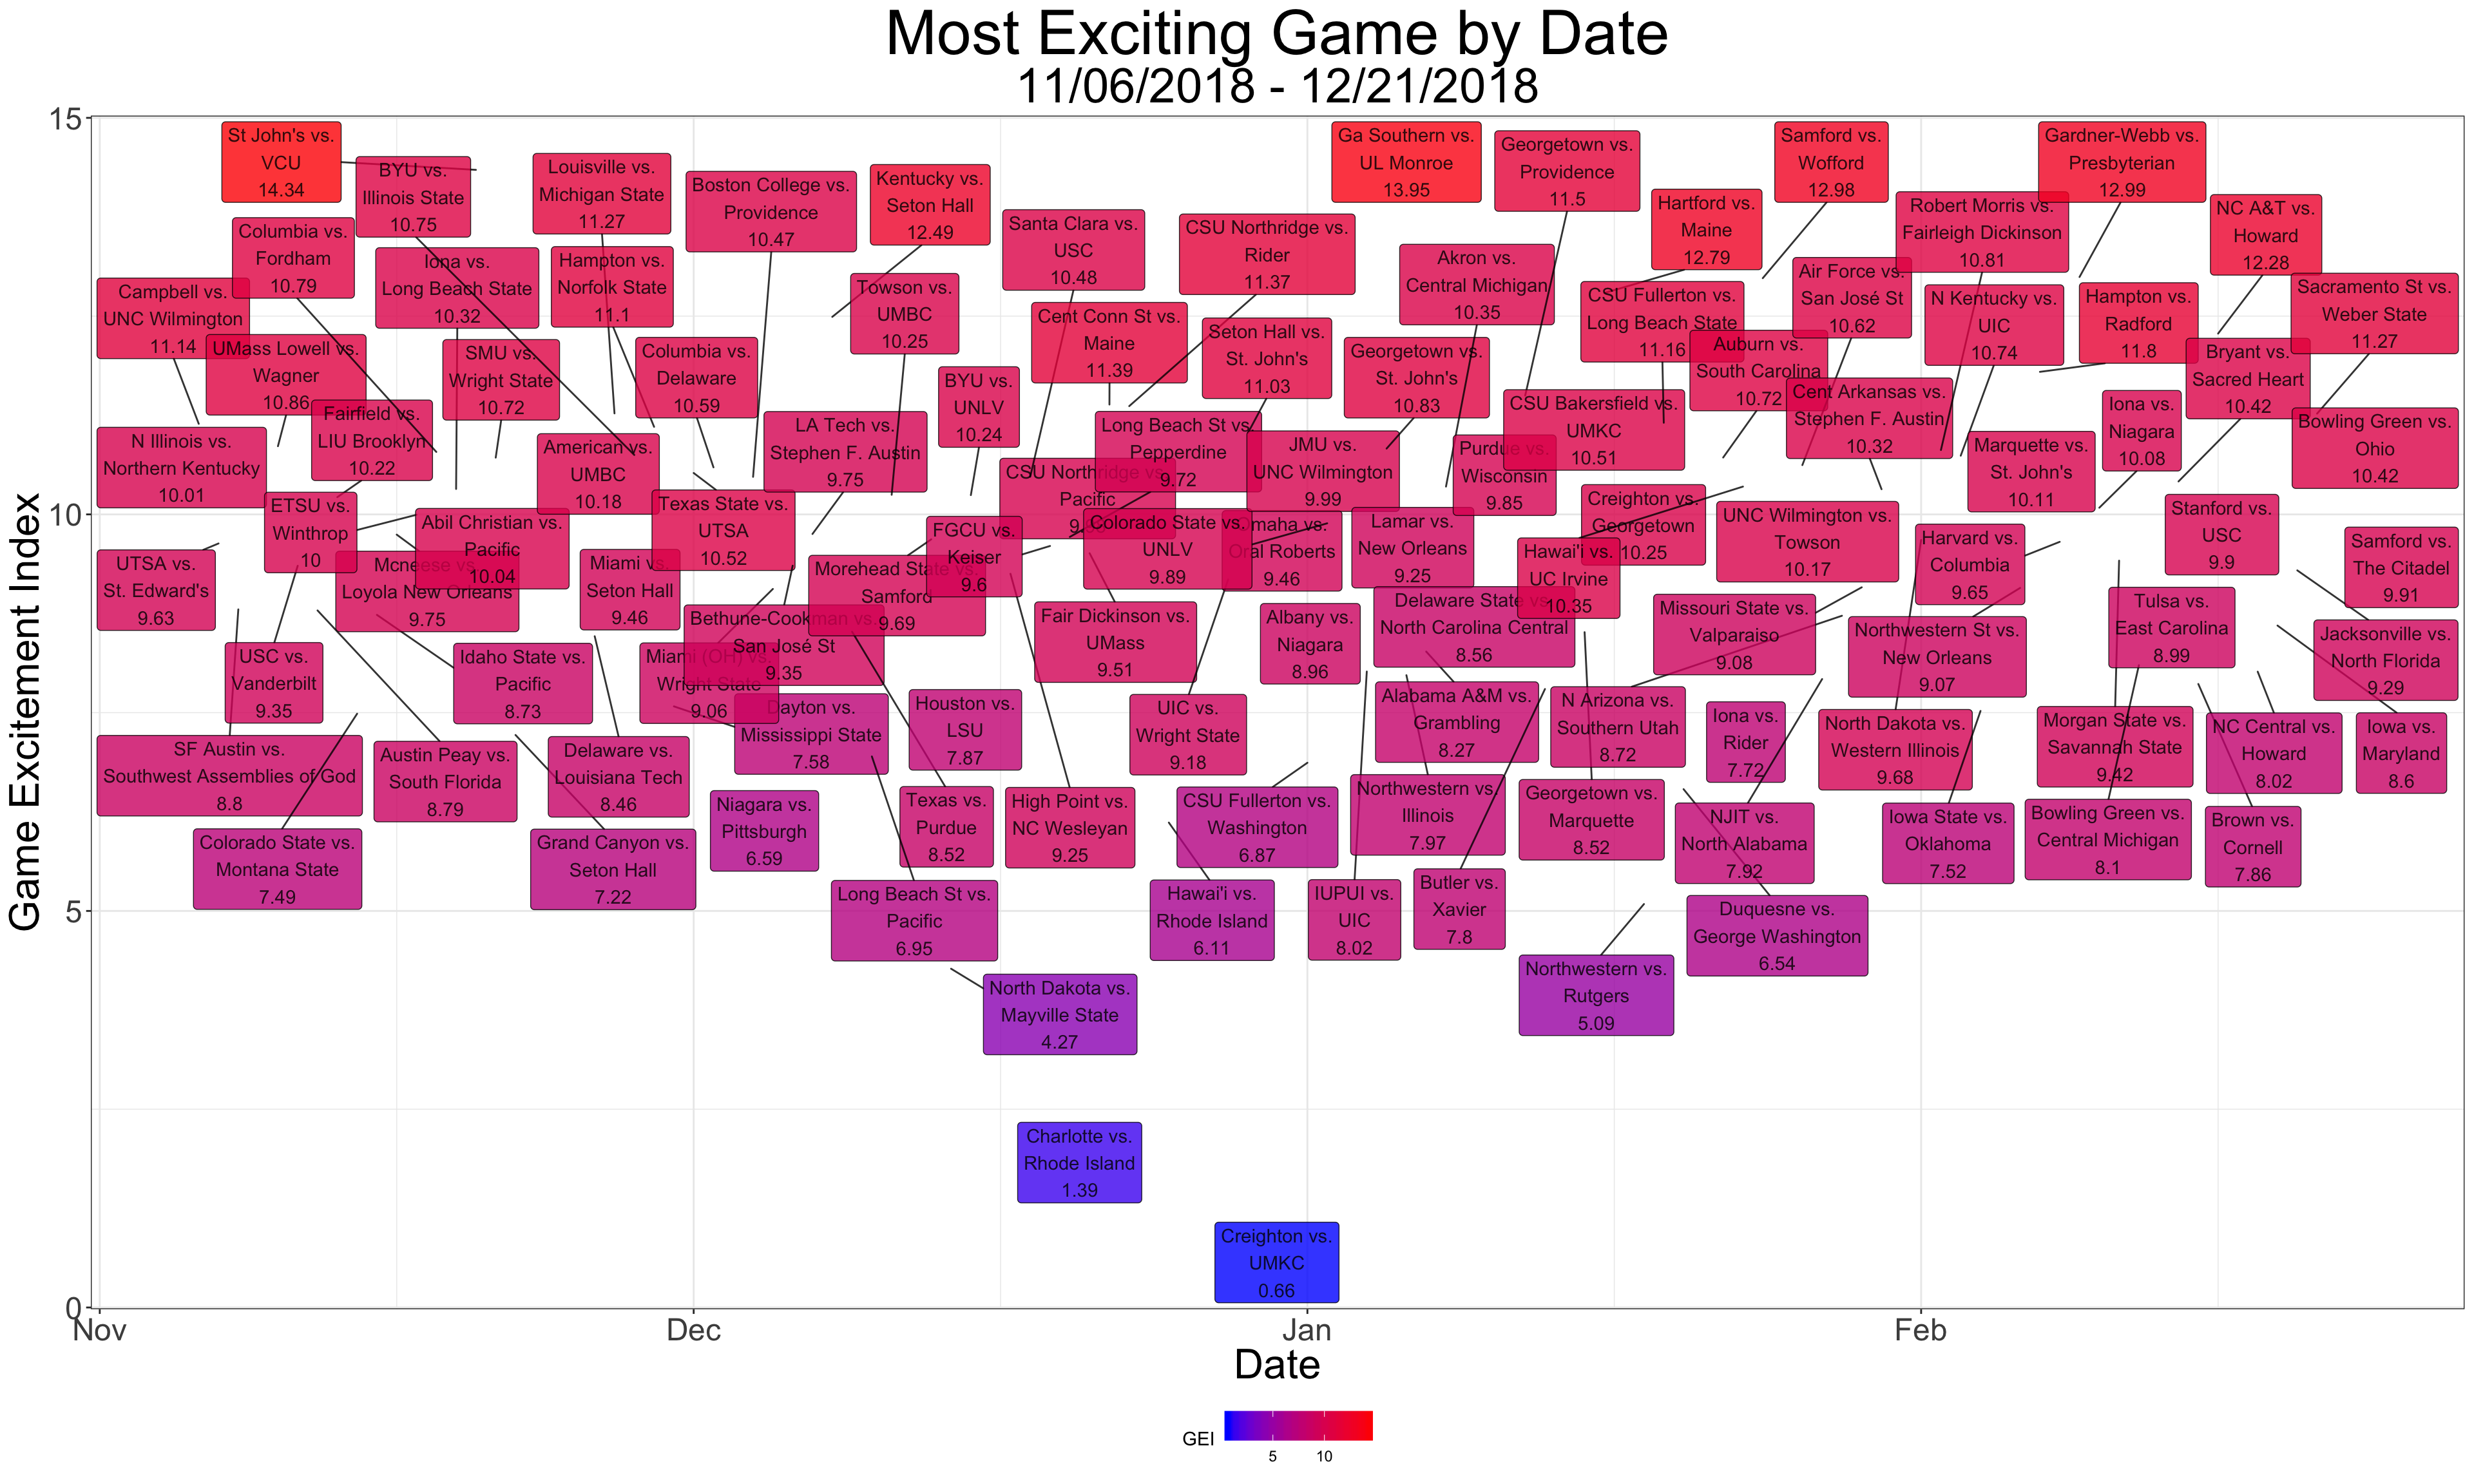 Most Exciting Game by Date
11/06/2018 - 12/21/2018
Game Excitement Index
15
10
5
0
St John's vs.
VCU
14.34
BYU vs.
Illinois State
10.75
Louisville vs.
Michigan State
11.27
Boston College vs.
Providence
10.47
Kentucky vs.
Seton Hall
12.49
Ga Southern vs.
UL Monroe
13.95
Georgetown vs.
Providence
11.5
Samford vs.
Wofford
12.98
Gardner-Webb vs.
Presbyterian
12.99
Columbia vs.
Fordham
10.79
Iona vs.
Long Beach State
10.32
Hampton vs.
Norfolk State
11.1
Towson vs.
UMBC
10.25
Santa Clara vs.
USC
10.48
CSU Northridge vs.
Rider
11.37
Akron vs.
Central Michigan
10.35
Hartford vs.
Maine
12.79
Robert Morris vs.
Fairleigh Dickinson
10.81
NC A&T vs.
Howard
12.28
Campbell vs.
UNC Wilmington
11.14
UMass Lowell vs.
Wagner
10.86
SMU vs.
Wright State
10.72
Columbia vs.
Delaware
10.59
BYU vs.
UNLV
10.24
Cent Conn St vs.
Maine
11.39
Seton Hall vs.
St. John's
11.03
Georgetown vs.
St. John's
10.83
CSU Fullerton vs.
Long Beach State
11.16
Auburn vs.
South Carolina
10.72
Air Force vs.
San José St
10.62
N Kentucky vs.
UIC
10.74
Hampton vs.
Radford
11.8
Bryant vs.
Sacred Heart
10.42
Sacramento St vs.
Weber State
11.27
N Illinois vs.
Northern Kentucky
10.01
Fairfield vs.
LIU Brooklyn
10.22
American vs.
UMBC
10.18
LA Tech vs.
Stephen F. Austin
9.75
CSU Northridge vs.
Pacific
Long Beach St vs.
Pepperdine
9.72
JMU vs.
UNC Wilmington
9.99
Purdue vs.
Wisconsin
9.85
CSU Bakersfield vs.
UMKC
10.51
Cent Arkansas vs.
Stephen F. Austin
10.32
Marquette vs.
St. John's
10.11
Iona vs.
Niagara
10.08
Bowling Green vs.
Ohio
10.42
UTSA vs.
St. Edward's
9.63
ETSU vs.
Winthrop
10
Mcneese vs.
Loyola New Orleans
9.75
Abil Christian vs.
Pacific
10.04
Miami vs.
Seton Hall
9.46
Texas State vs.
UTSA
10.52
Morehead State vs.
Samford
9.69
FGCU vs.
Keiser
9.6
Colorado State vs.
UNLV
9.89
Omaha vs.
Oral Roberts
9.46
Lamar vs.
New Orleans
9.25
Creighton vs.
Georgetown
10.25
Hawai'i vs.
UC Irvine
10.35
UNC Wilmington vs.
Towson
10.17
Harvard vs.
Columbia
9.65
Stanford vs.
USC
9.9
Samford vs.
The Citadel
9.91
USC vs.
Vanderbilt
9.35
Idaho State vs.
Pacific
8.73
Miami (OH) vs.
Wright State
9.06
Bethune-Cookman vs.
San José St
9.35
Fair Dickinson vs.
UMass
9.51
Albany vs.
Niagara
8.96
Delaware State vs.
North Carolina Central
8.56
Missouri State vs.
Valparaiso
9.08
Northwestern St vs.
New Orleans
9.07
Tulsa vs.
East Carolina
8.99
Jacksonville vs.
North Florida
9.29
SF Austin vs.
Southwest Assemblies of God
8.8
Austin Peay vs.
South Florida
8.79
Delaware vs.
Louisiana Tech
8.46
Dayton vs.
Mississippi State
7.58
Houston vs.
LSU
7.87
UIC vs.
Wright State
9.18
Alabama A&M vs.
Grambling
8.27
N Arizona vs.
Southern Utah
8.72
Iona vs.
Rider
7.72
North Dakota vs.
Western Illinois
9.68
Morgan State vs.
Savannah State
9.42
NC Central vs.
Howard
8.02
Iowa vs.
Maryland
8.6
Colorado State vs.
Montana State
7.49
Grand Canyon vs.
Seton Hall
7.22
Niagara vs.
Pittsburgh
6.59
Texas vs.
Purdue
8.52
High Point vs.
NC Wesleyan
9.25
CSU Fullerton vs.
Washington
6.87
Northwestern vs.
Illinois
7.97
Georgetown vs.
Marquette
8.52
NJIT vs.
North Alabama
7.92
Iowa State vs.
Oklahoma
7.52
Bowling Green vs.
Central Michigan
8.1
Brown vs.
Cornell
7.86
Long Beach St vs.
Pacific
6.95
Hawai'i vs.
Rhode Island
6.11
IUPUI vs.
UIC
8.02
Butler vs.
Xavier
7.8
Duquesne vs.
George Washington
6.54
North Dakota vs.
Mayville State
4.27
Northwestern vs.
Rutgers
5.09
Charlotte vs.
Rhode Island
1.39
Creighton vs.
UMKC
0.66
Nov
Dec
Jan
Feb
Date
GEI
5
10